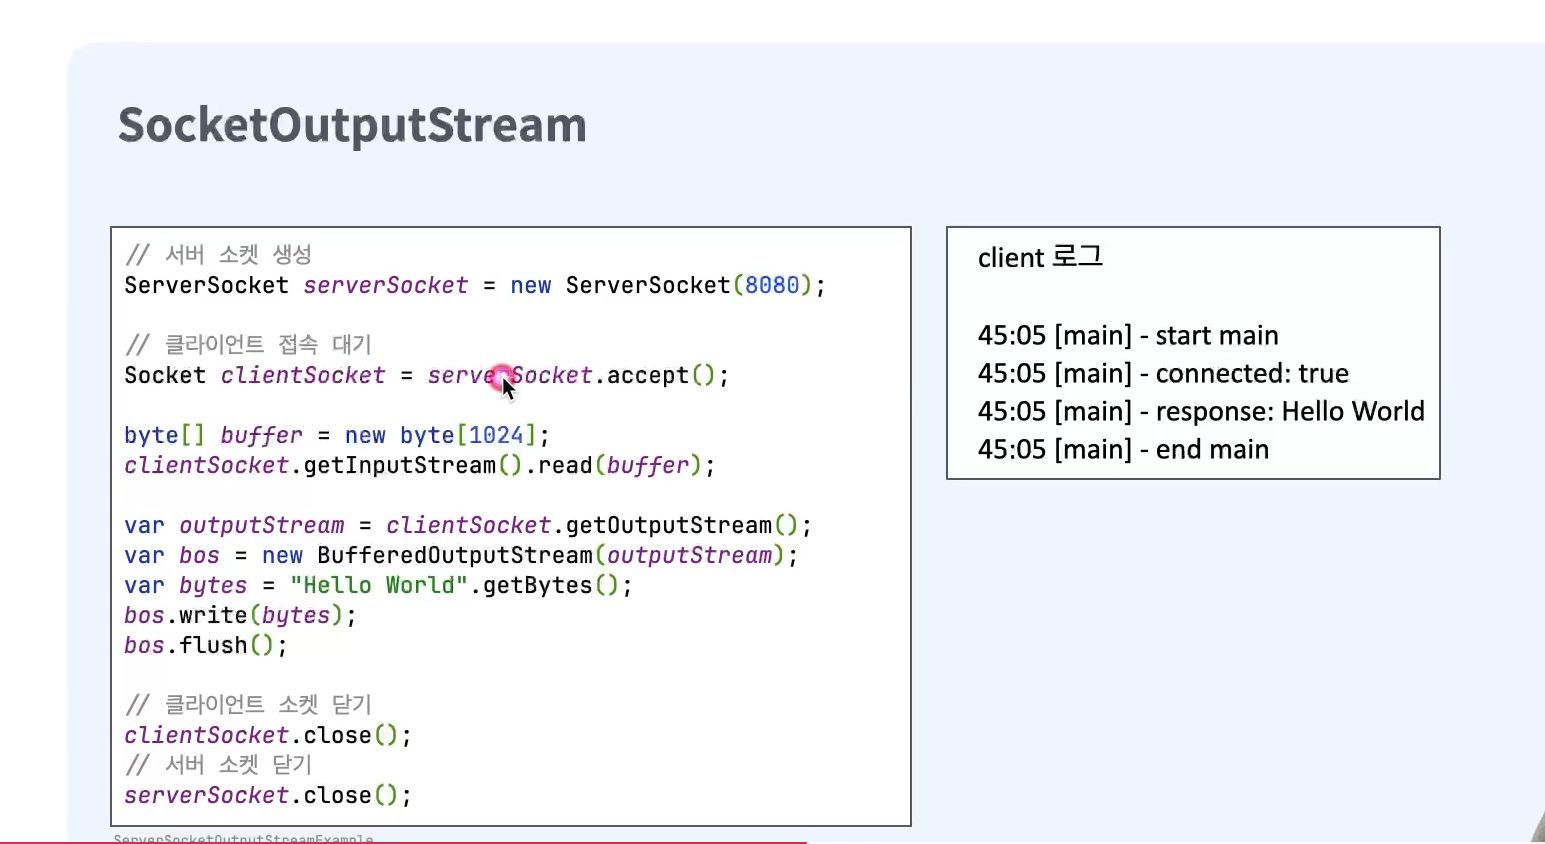 SocketOutputStream
// 서버 소켓 생성
ServerSocket serverSocket = new ServerSocket(8080);
// 클라이언트 접속 대기
Socket clientSocket = serverSocket.accept();
byte[] buffer = new byte[1024];
clientSocket.getInputStream().read(buffer);
var outputStream = clientSocket.getOutputStream();
var bos = new BufferedOutputStream(outputStream);
var bytes = "Hello World".getBytes();
bos.write(bytes);
bos.flush();
// 클라이언트 소켓 닫기
clientSocket.close();
// 서버 소켓 닫기
serverSocket.close();
ServerSocketOutputStreamExample
client 로그
45:05 [main] - start main
45:05 [main] - connected: true
45:05 [main] - response: Hello World
45:05 [main] - end main